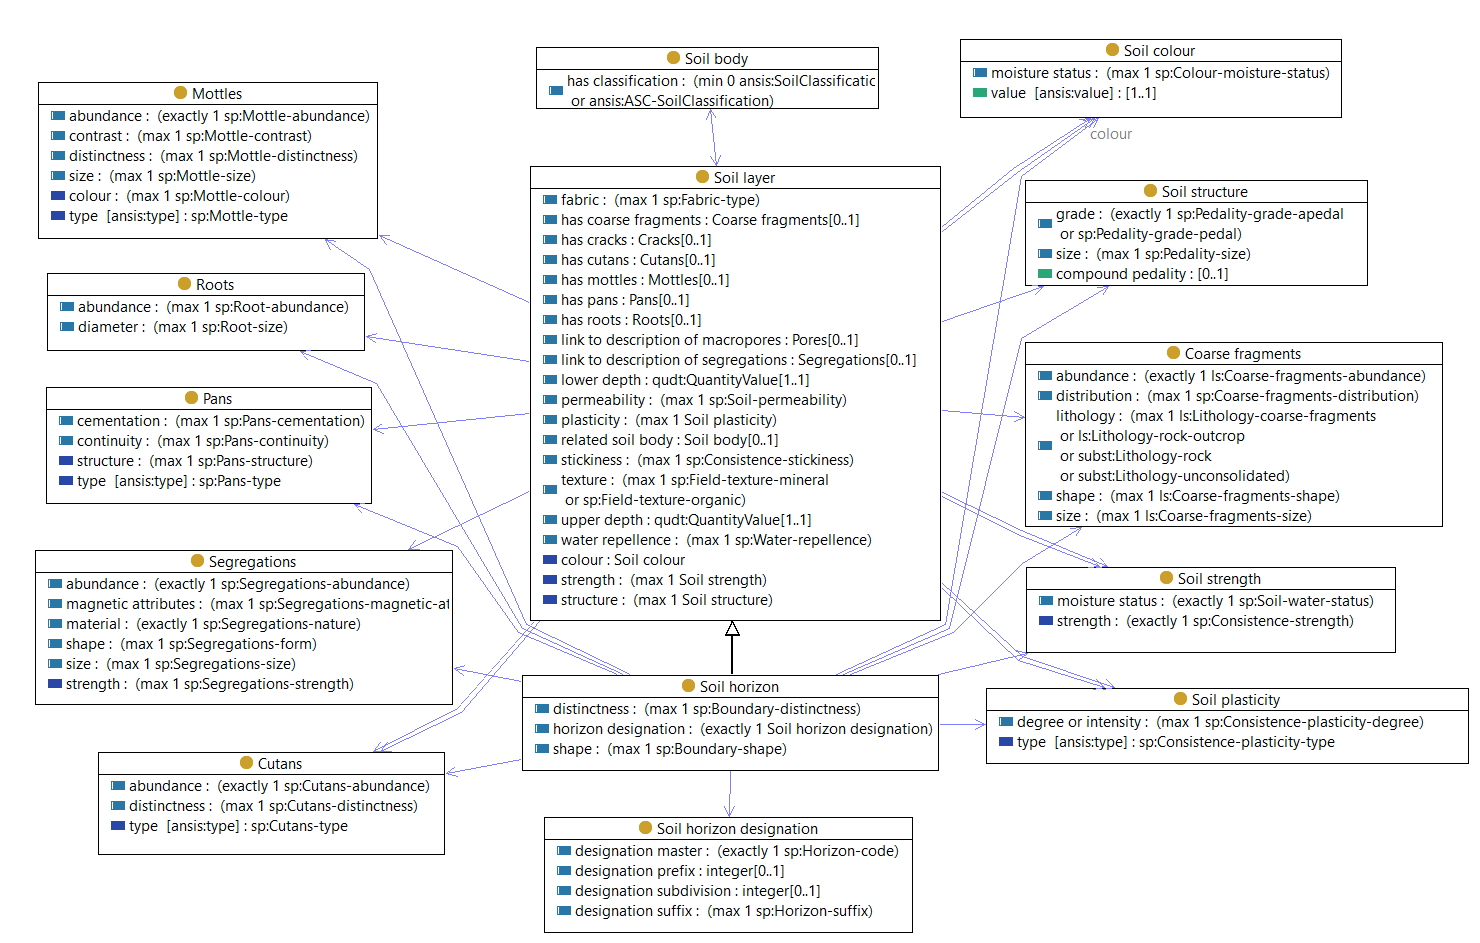 Soil body
has classification :  (min 0 ansis:SoilClassificatic
or ansis:ASC-SoilClassification)
Soil colour
moisture status :  (max 1 sp:Colour-moisture-status)
value  [ansis:value] : [1..1]
colour
Mottles
abundance :  (exactly 1 sp:Mottle-abundance)
contrast :  (max 1 sp:Mottle-contrast)
distinctness :  (max 1 sp:Mottle-distinctness)
size :  (max 1 sp:Mottle-size)
colour :  (max 1 sp:Mottle-colour)
type  [ansis:type] : sp:Mottle-type
Soil layer
fabric :  (max 1 sp:Fabric-type)
has coarse fragments : Coarse fragments[0..1]
has cracks : Cracks[0..1]
has cutans : Cutans[0..1]
has mottles : Mottles[0..1]
has pans : Pans[0..1]
has roots : Roots[0..1]
link to description of macropores : Pores[0..1]
link to description of segregations : Segregations[0..1]
lower depth : qudt:QuantityValue[1..1]
permeability :  (max 1 sp:Soil-permeability)
plasticity :  (max 1 Soil plasticity)
related soil body : Soil body[0..1]
stickiness :  (max 1 sp:Consistence-stickiness)
texture :  (max 1 sp:Field-texture-mineral
or sp:Field-texture-organic)
upper depth : qudt:QuantityValue[1..1]
water repellence :  (max 1 sp:Water-repellence)
colour : Soil colour
strength :  (max 1 Soil strength)
structure :  (max 1 Soil structure)
Soil structure
grade :  (exactly 1 sp:Pedality-grade-apedal
or sp:Pedality-grade-pedal)
size :  (max 1 sp:Pedality-size)
compound pedality : [0..1]
Roots
abundance :  (max 1 sp:Root-abundance)
diameter :  (max 1 sp:Root-size)
Coarse fragments
abundance :  (exactly 1 ls:Coarse-fragments-abundance)
distribution :  (max 1 sp:Coarse-fragments-distribution)
lithology :  (max 1 ls:Lithology-coarse-fragments
or ls:Lithology-rock-outcrop
or subst:Lithology-rock
or subst:Lithology-unconsolidated)
shape :  (max 1 ls:Coarse-fragments-shape)
size :  (max 1 ls:Coarse-fragments-size)
Pans
cementation :  (max 1 sp:Pans-cementation)
continuity :  (max 1 sp:Pans-continuity)
structure :  (max 1 sp:Pans-structure)
type  [ansis:type] : sp:Pans-type
Segregations
abundance :  (exactly 1 sp:Segregations-abundance)
magnetic attributes :  (max 1 sp:Segregations-magnetic-at
material :  (exactly 1 sp:Segregations-nature)
shape :  (max 1 sp:Segregations-form)
size :  (max 1 sp:Segregations-size)
strength :  (max 1 sp:Segregations-strength)
Soil strength
moisture status :  (exactly 1 sp:Soil-water-status)
strength :  (exactly 1 sp:Consistence-strength)
Soil horizon
distinctness :  (max 1 sp:Boundary-distinctness)
horizon designation :  (exactly 1 Soil horizon designation)
shape :  (max 1 sp:Boundary-shape)
Soil plasticity
degree or intensity :  (max 1 sp:Consistence-plasticity-degree)
type  [ansis:type] : sp:Consistence-plasticity-type
Cutans
abundance :  (exactly 1 sp:Cutans-abundance)
distinctness :  (max 1 sp:Cutans-distinctness)
type  [ansis:type] : sp:Cutans-type
Soil horizon designation
designation master :  (exactly 1 sp:Horizon-code)
designation prefix : integer[0..1]
designation subdivision : integer[0..1]
designation suffix :  (max 1 sp:Horizon-suffix)